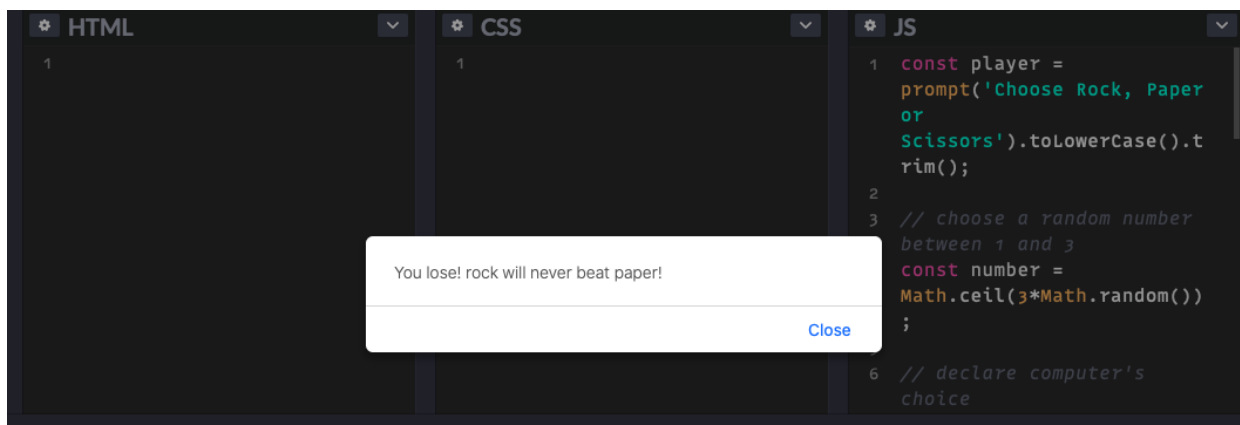 HTML
CSS
JS
1
1
1 const player =
prompt('Choose Rock, Paper
or
Scissors').toLowerCase().t
rim();
2
3 // choose a random number
between 1 and 3
const number =
Math.ceil(3*Math.random())
;
You lose! rock will never beat paper!
Close
6 // declare computer's
choice